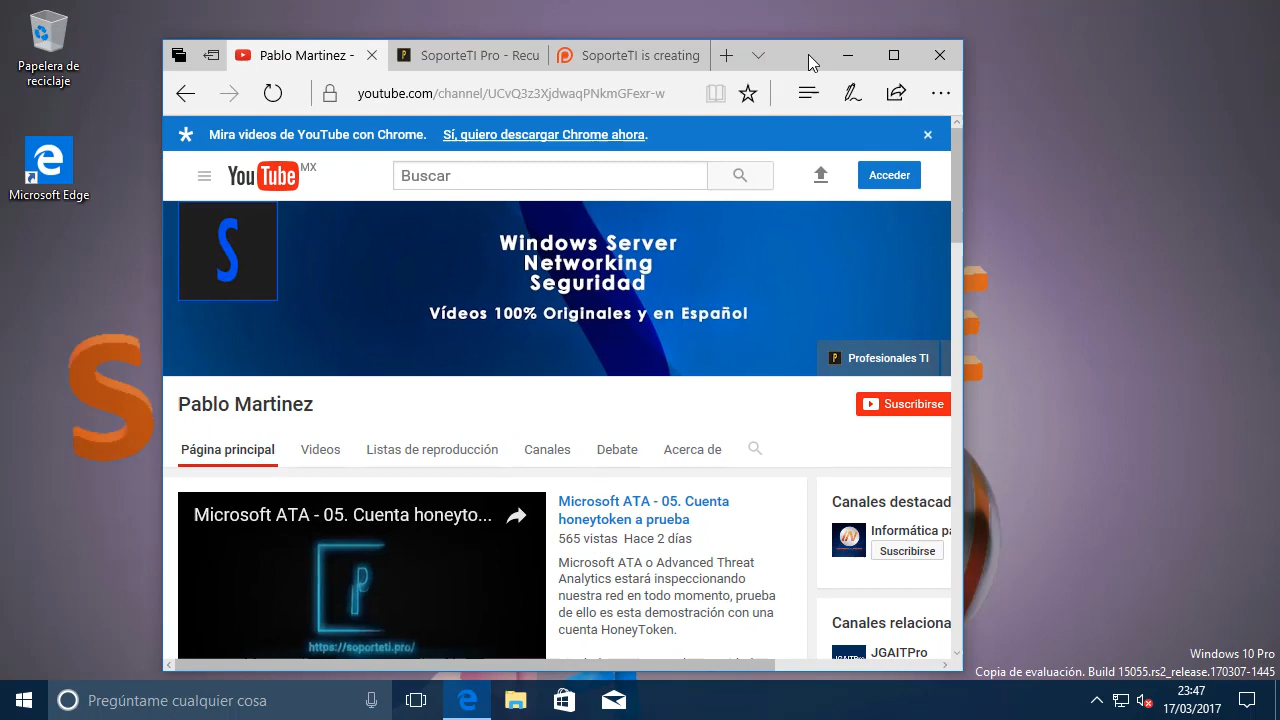 Papelera de
reciclaje
Microsoft Edge
Pablo Martinez -
SoporteTI Pro - Recu
SoporteTI is creating
youtube.com/channel/UCvQ3z3XjdwaqPNkmGFexr-w
Mira videos de YouTube con Chrome. Sí, quiero descargar Chrome ahora.
YouTube MX
Buscar
Acceder
S
Windows Server
Networking
Seguridad
Vídeos 100% Originales y en Español
Profesionales TI
Pablo Martinez
Suscribirse
Página principal
Videos
Listas de reproducción
Canales
Debate
Acerca de
Microsoft ATA - 05. Cuenta honeyto...
https://soporteti.pro/
Microsoft ATA - 05. Cuenta
honeytoken a prueba
565 vistas Hace 2 días
Microsoft ATA o Advanced Threat
Analytics estará inspeccionando
nuestra red en todo momento, prueba
de ello es esta demostración con una
cuenta HoneyToken.
Canales destacad
Informática pa
Suscribirse
Canales relaciona
JGAITPro
S
Windows 10 Pro
Copia de evaluación. Build 15055.rs2_release.170307-1445
Pregúntame cualquier cosa
23:47
17/03/2017